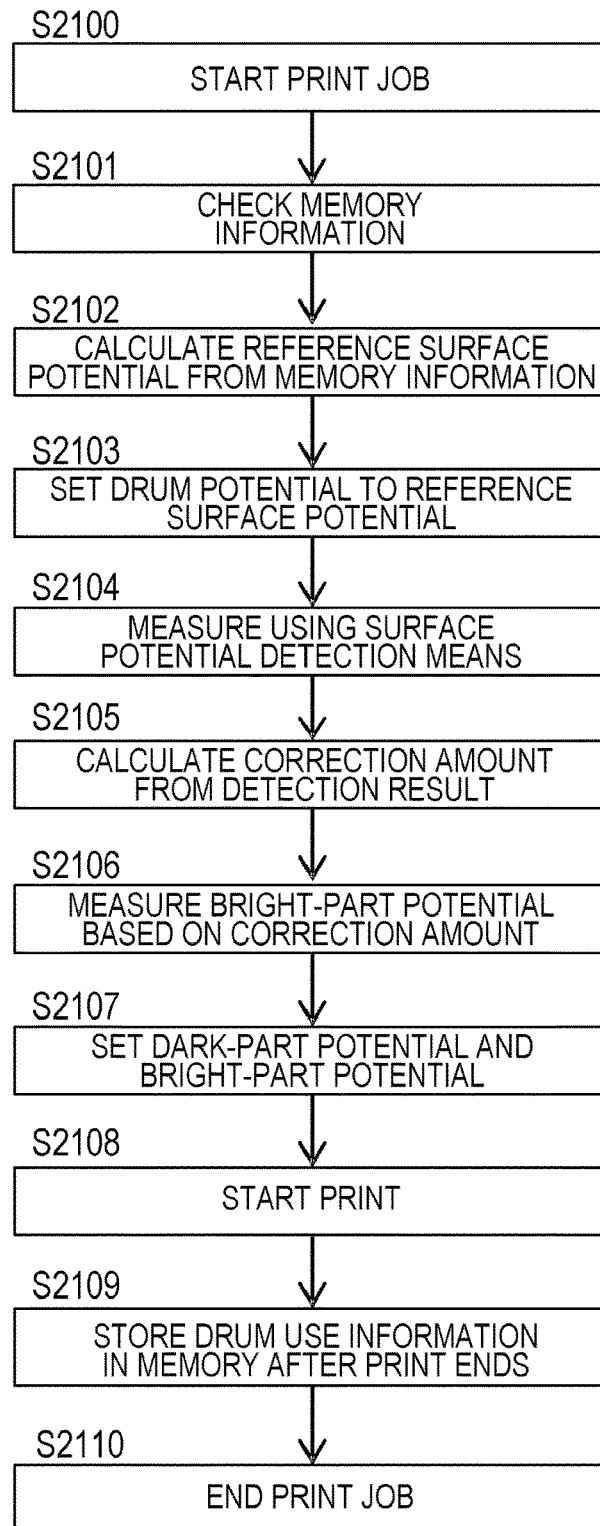 S2100
START PRINT JOB
S2101
CHECK MEMORY
INFORMATION
S2102
CALCULATE REFERENCE SURFACE
POTENTIAL FROM MEMORY INFORMATION
S2103
SET DRUM POTENTIAL TO REFERENCE
SURFACE POTENTIAL
S2104
MEASURE USING SURFACE
POTENTIAL DETECTION MEANS
S2105
CALCULATE CORRECTION AMOUNT
FROM DETECTION RESULT
S2106
MEASURE BRIGHT-PART POTENTIAL
BASED ON CORRECTION AMOUNT
S2107
SET DARK-PART POTENTIAL AND
BRIGHT-PART POTENTIAL
S2108
START PRINT
S2109
STORE DRUM USE INFORMATION
IN MEMORY AFTER PRINT ENDS
S2110
END PRINT JOB